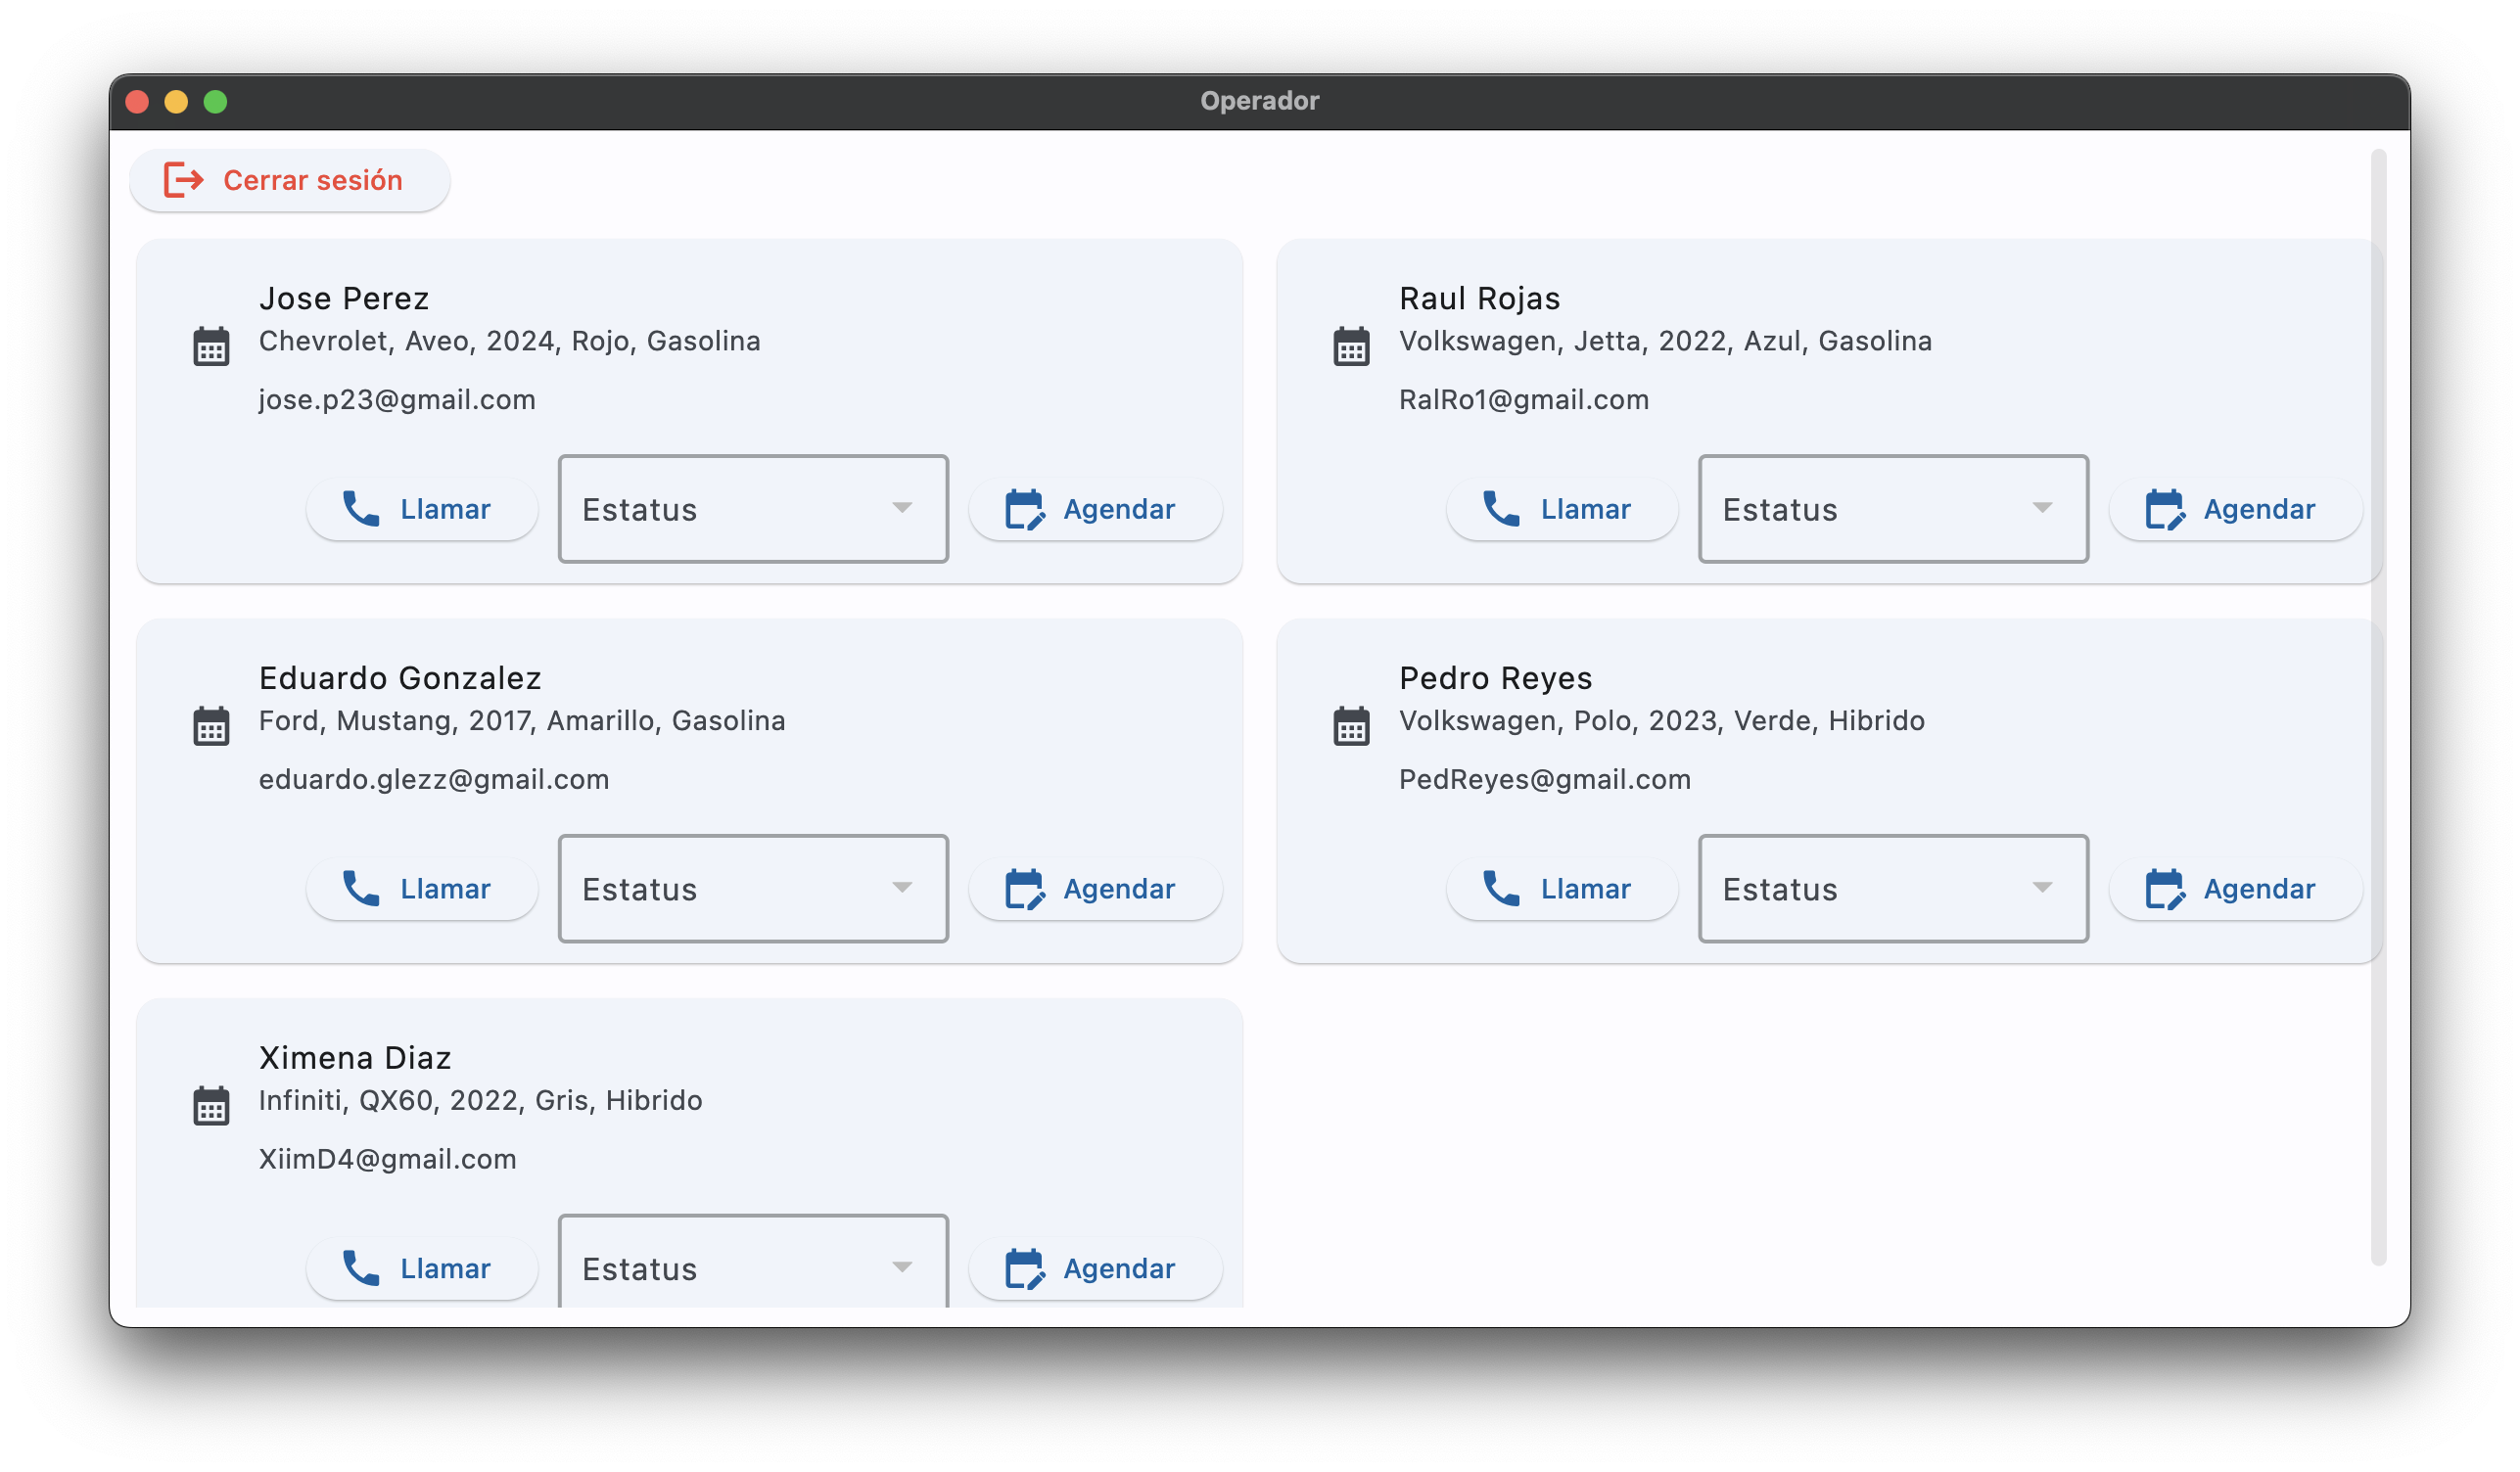 Operador
Cerrar sesión
Jose Perez
Chevrolet, Aveo, 2024, Rojo, Gasolina
jose.p23@gmail.com
Llamar
Estatus
Agendar
Raul Rojas
Volkswagen, Jetta, 2022, Azul, Gasolina
RalRo1@gmail.com
Llamar
Estatus
Agendar
Eduardo Gonzalez
Ford, Mustang, 2017, Amarillo, Gasolina
eduardo.glezz@gmail.com
Llamar
Estatus
Agendar
Pedro Reyes
Volkswagen, Polo, 2023, Verde, Hibrido
PedReyes@gmail.com
Llamar
Estatus
Agendar
Ximena Diaz
Infiniti, QX60, 2022, Gris, Hibrido
XiimD4@gmail.com
Llamar
Estatus
Agendar